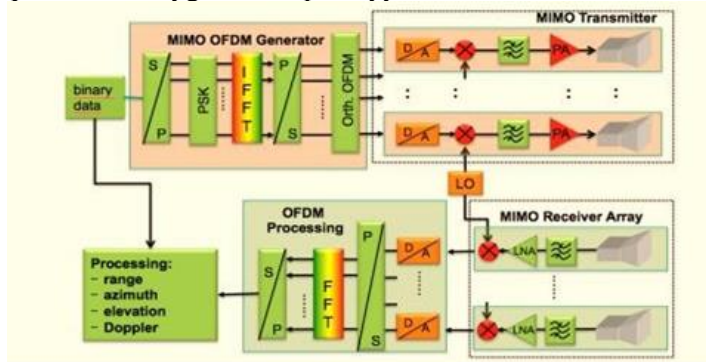 MIMO Transmitter
MIMO OFDM Generator
binary
data
S
P
PSK
I
F
F
T
P
S
Orth. OFDM
D
A
PA
D
A
PA
LO
OFDM
Processing
MIMO Receiver Array
S
P
F
F
T
P
S
D
A
LNA
D
A
LNA
Processing:
- range
- azimuth
- elevation
- Doppler